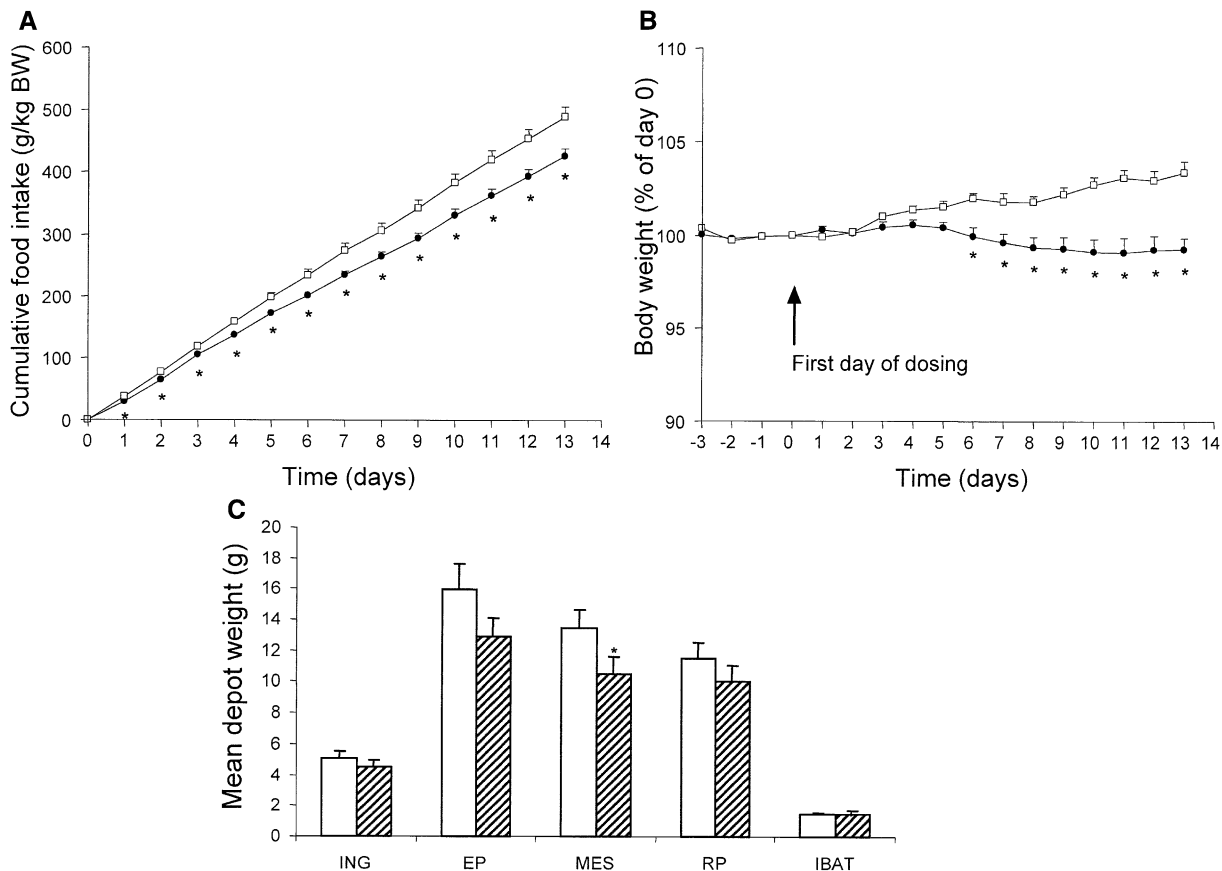 A
Cumulative food intake (g/kg BW)
600
500
400
300
200
100
0
* * * * * * * * * * * * *
0 1 2 3 4 5 6 7 8 9 10 11 12 13 14
Time (days)
B
Body weight (% of day 0)
110
105
100
95
90
* * * * * * * *
First day of dosing
-3 -2 -1 0 1 2 3 4 5 6 7 8 9 10 11 12 13 14
Time (days)
C
Mean depot weight (g)
20
18
16
14
12
10
8
6
4
2
0
*
ING EP MES RP IBAT